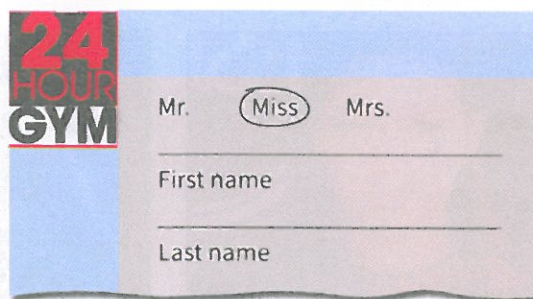 24
HOUR
GYM
Mr. Miss Mrs.
First name
Last name